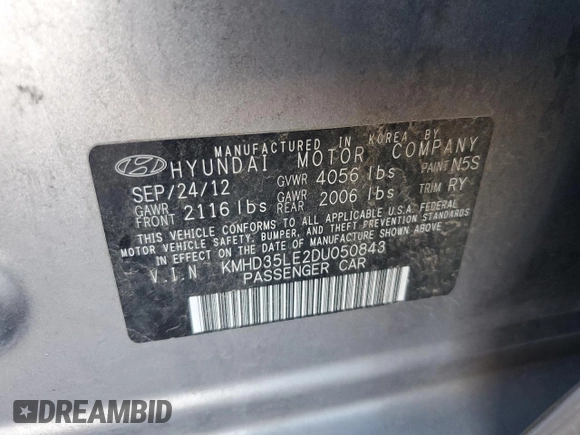 MANUFACTURED IN KOREA BY
HYUNDAI MOTOR COMPANY
SEP/24/12 GVWR 4056 lbs PAINT N5S
GAWR FRONT 2116 lbs GAWR REAR 2006 lbs TRIM RY
THIS VEHICLE CONFORMS TO ALL APPLICABLE U.S.A. FEDERAL
MOTOR VEHICLE SAFETY, BUMPER, AND THEFT PREVENTION STANDARDS
IN EFFECT ON THE DATE OF MANUFACTURE SHOWN ABOVE.
V.I.N KMHD35LE2DU050843
PASSENGER CAR
DREAMBID